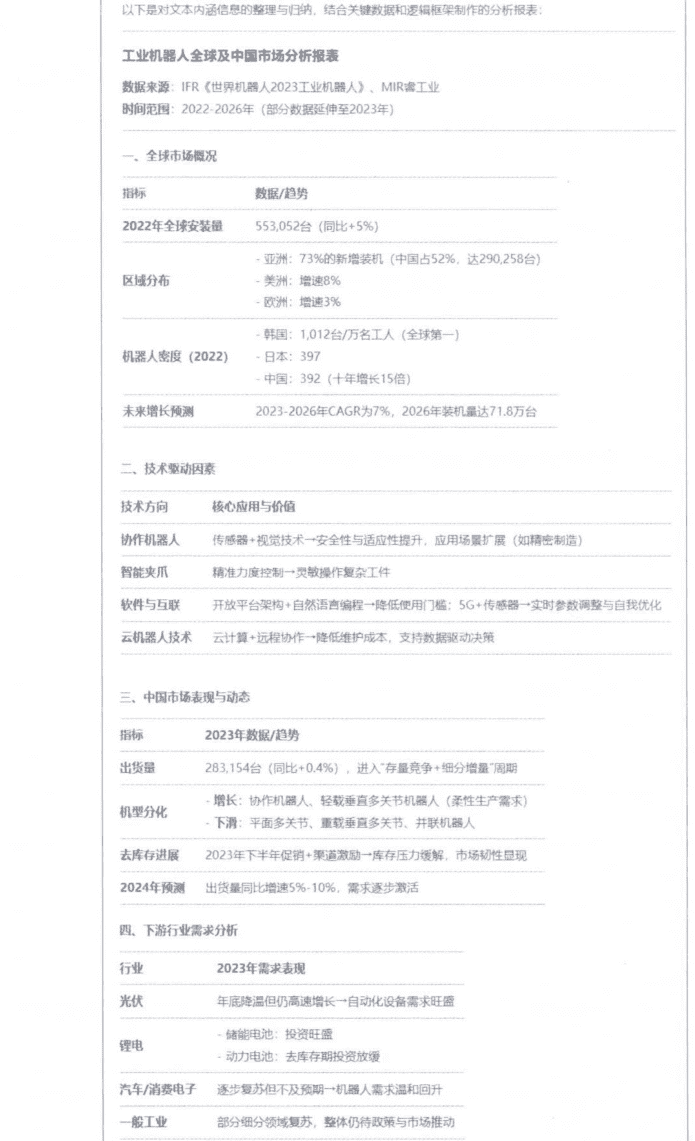 以下是对文本内涵信息的整理与归纳，结合关键数据和逻辑框架制作的分析报表：
工业机器人全球及中国市场分析报表
数据来源：IFR《世界机器人2023工业机器人》、MIR睿工业
时间范围：2022-2026年（部分数据延伸至2023年）
一、全球市场概况
指标 数据/趋势
2022年全球安装量 553,052台（同比+5%）
区域分布
- 亚洲：73%的新增装机（中国占52%，达290,258台）
- 美洲：增速8%
- 欧洲：增速3%
机器人密度（2022）
- 韩国：1,012台/万名工人（全球第一）
- 日本：397
- 中国：392（十年增长15倍）
未来增长预测 2023-2026年CAGR为7%，2026年装机量达71.8万台
二、技术驱动因素
技术方向 核心应用与价值
协作机器人 传感器+视觉技术→安全性与适应性提升，应用场景扩展（如精密制造）
智能夹爪 精准力度控制→灵敏操作复杂工件
软件与互联 开放平台架构+自然语言编程→降低使用门槛；5G+传感器→实时参数调整与自我优化
云机器人技术 云计算+远程协作→降低维护成本，支持数据驱动决策
三、中国市场表现与动态
指标 2023年数据/趋势
出货量 283,154台（同比+0.4%），进入"存量竞争+细分增量"周期
机型分化
- 增长：协作机器人、轻载垂直多关节机器人（柔性生产需求）
- 下滑：平面多关节、重载垂直多关节、并联机器人
去库存进展 2023年下半年促销+渠道激励→库存压力缓解，市场韧性显现
2024年预测 出货量同比增速5%-10%，需求逐步激活
四、下游行业需求分析
行业 2023年需求表现
光伏 年底降温但仍高速增长→自动化设备需求旺盛
锂电
- 储能电池：投资旺盛
- 动力电池：去库存期投资放缓
汽车/消费电子 逐步复苏但不及预期→机器人需求温和回升
一般工业 部分细分领域复苏，整体仍待政策与市场推动